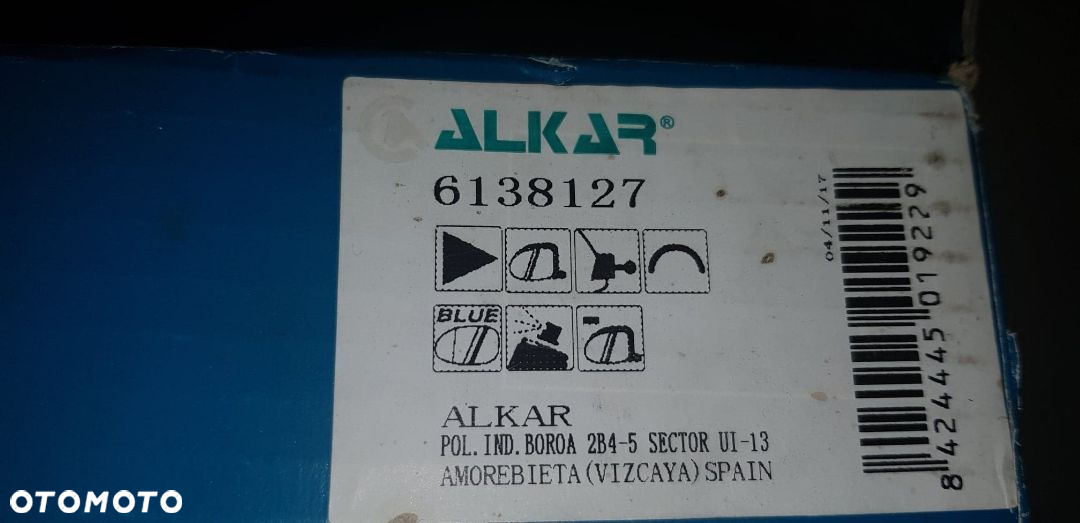 ALKAR®
6138127
BLUE
ALKAR
POL.IND.BOROA 2B4-5 SECTOR UI-13
AMOREBIETA(VIZCAYA)SPAIN
04/11/17
8424445019229
OTOMOTO